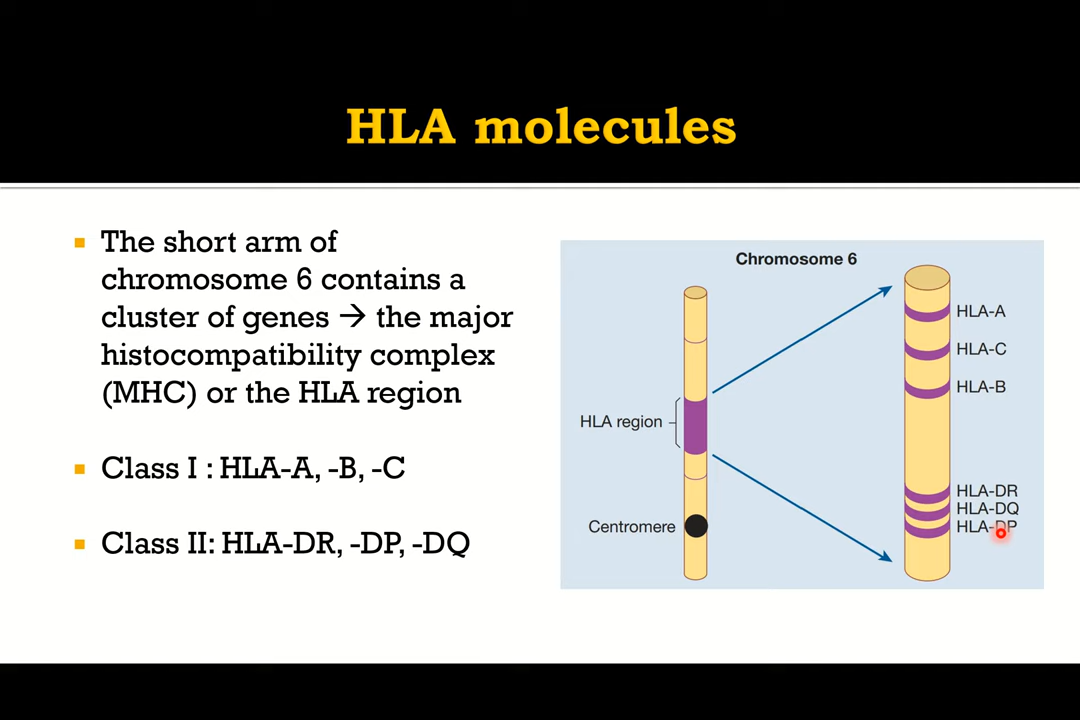 HLA molecules
The short arm of
chromosome 6 contains a
cluster of genes → the major
histocompatibility complex
(MHC) or the HLA region
Class I : HLA-A, -B, -C
Class II: HLA-DR, -DP, -DQ
Chromosome 6
HLA region
Centromere
HLA-A
HLA-C
HLA-B
HLA-DR
HLA-DQ
HLA-DP